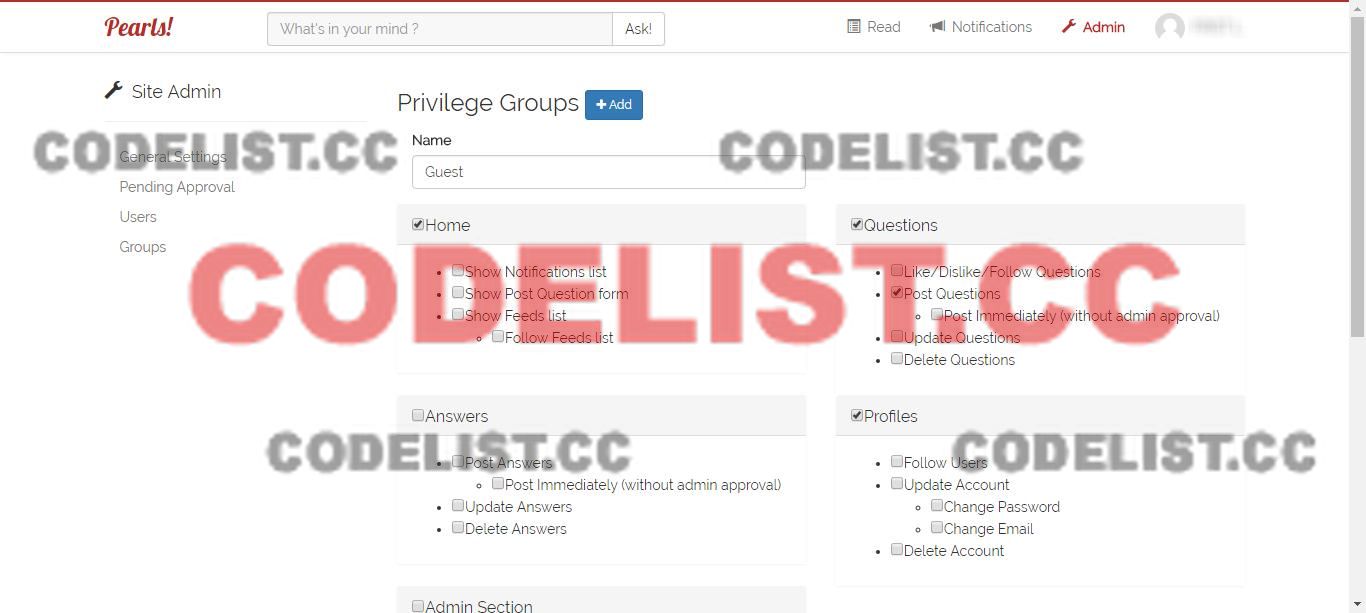 Pearls!
What's in your mind ?
Ask!
Read
Notifications
Admin
Site Admin
General Settings
Pending Approval
Users
Groups
Privilege Groups
Add
Name
Guest
Home
Show Notifications list
Show Post Question form
Show Feeds list
Follow Feeds list
Questions
Like/Dislike/Follow Questions
Post Questions
Post Immediately (without admin approval)
Update Questions
Delete Questions
Answers
Post Answers
Post Immediately (without admin approval)
Update Answers
Delete Answers
Profiles
Follow Users
Update Account
Change Password
Change Email
Delete Account
Admin Section
CODELIST.CC
CODELIST.CC
CODELIST.CC
CODELIST.CC
CODELIST.CC